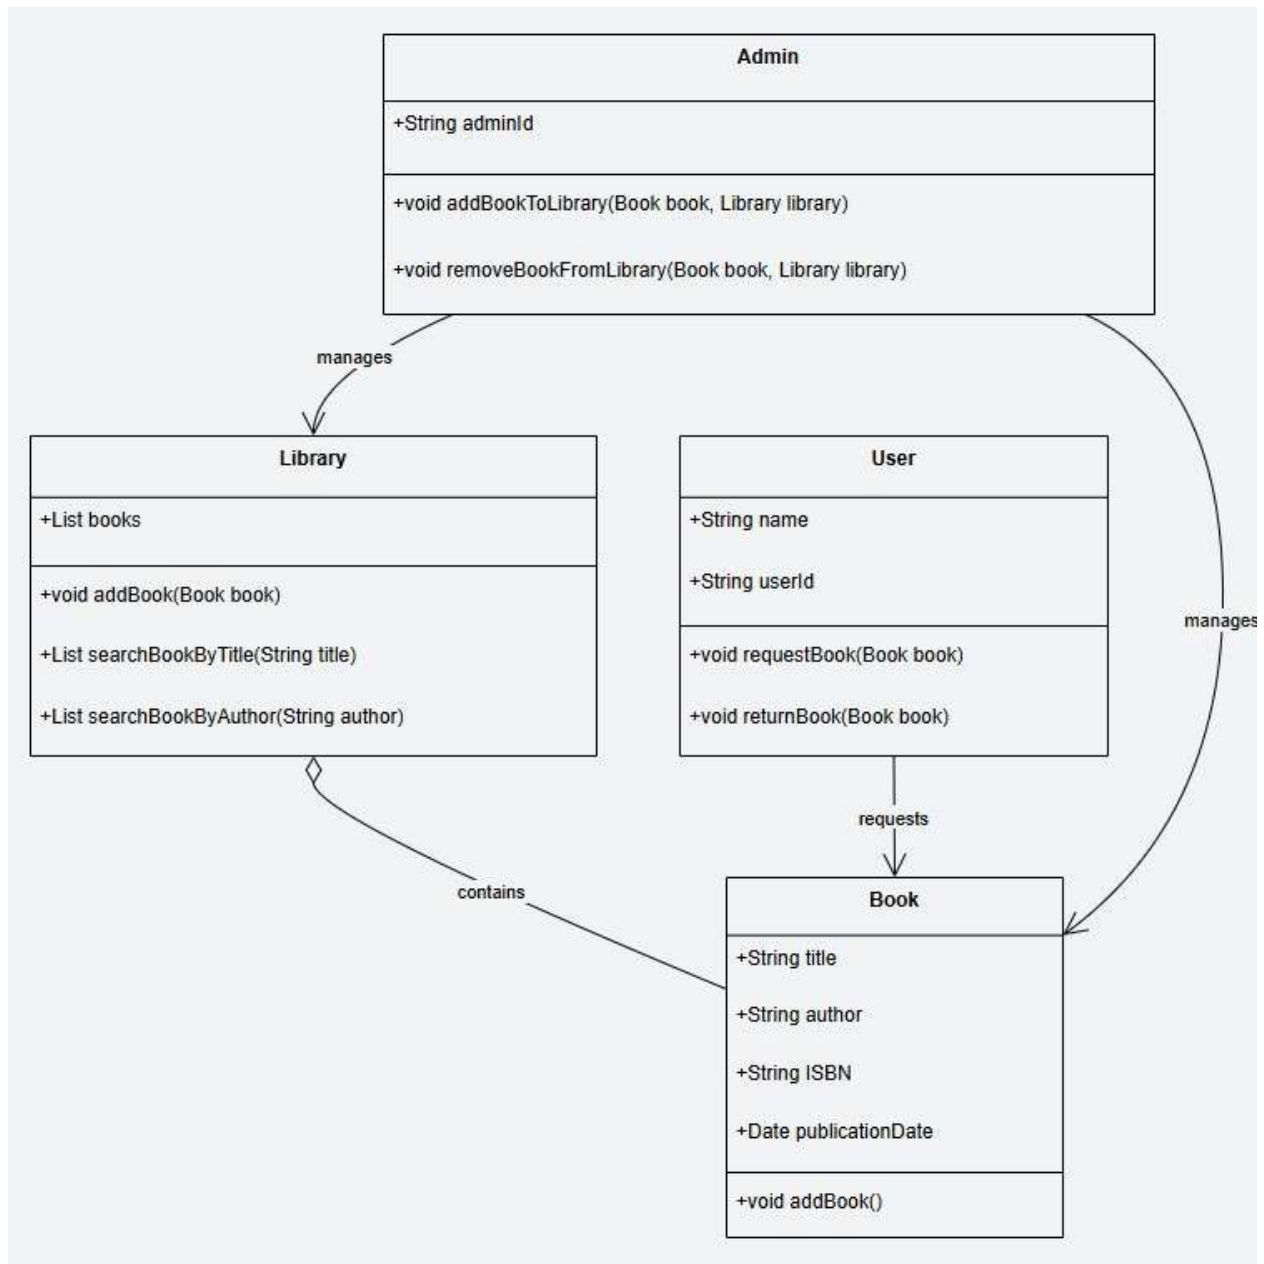 Admin
+String adminId
+void addBookToLibrary(Book book, Library library)
+void removeBookFromLibrary(Book book, Library library)
manages
Library
+List books
+void addBook(Book book)
+List searchBookByTitle(String title)
+List searchBookByAuthor(String author)
User
+String name
+String userId
+void requestBook(Book book)
+void returnBook(Book book)
manages
requests
contains
Book
+String title
+String author
+String ISBN
+Date publicationDate
+void addBook()